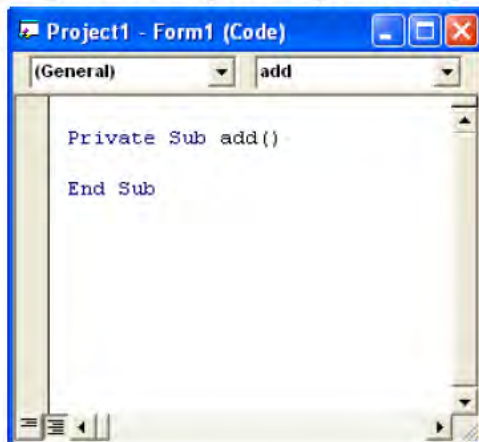 Project1 - Form1 (Code)
(General) add
Private Sub add()
End Sub